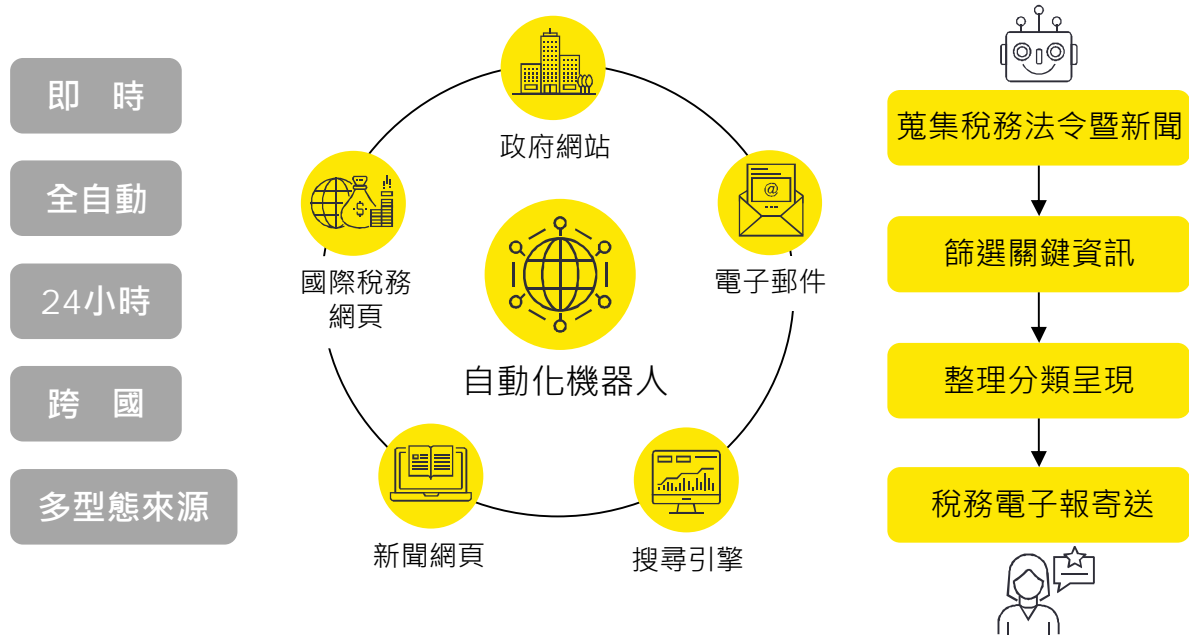 即 時
全自動
24小時
跨 國
多型態來源
政府網站
國際稅務
網頁
@
電子郵件
$
自動化機器人
新聞網頁
搜尋引擎
蒐集稅務法令暨新聞
篩選關鍵資訊
整理分類呈現
稅務電子報寄送